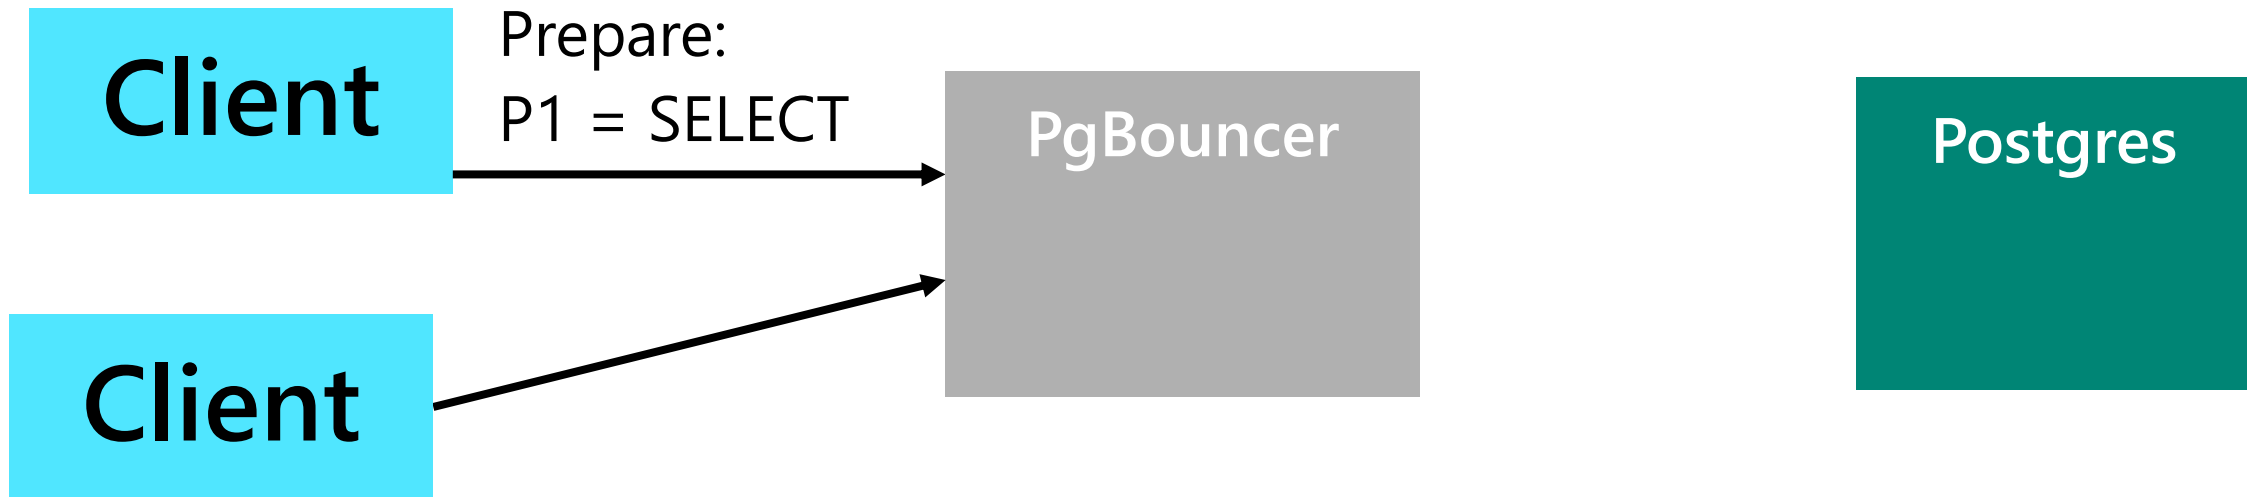 Client
Prepare:
P1 = SELECT
PgBouncer
Postgres
Client